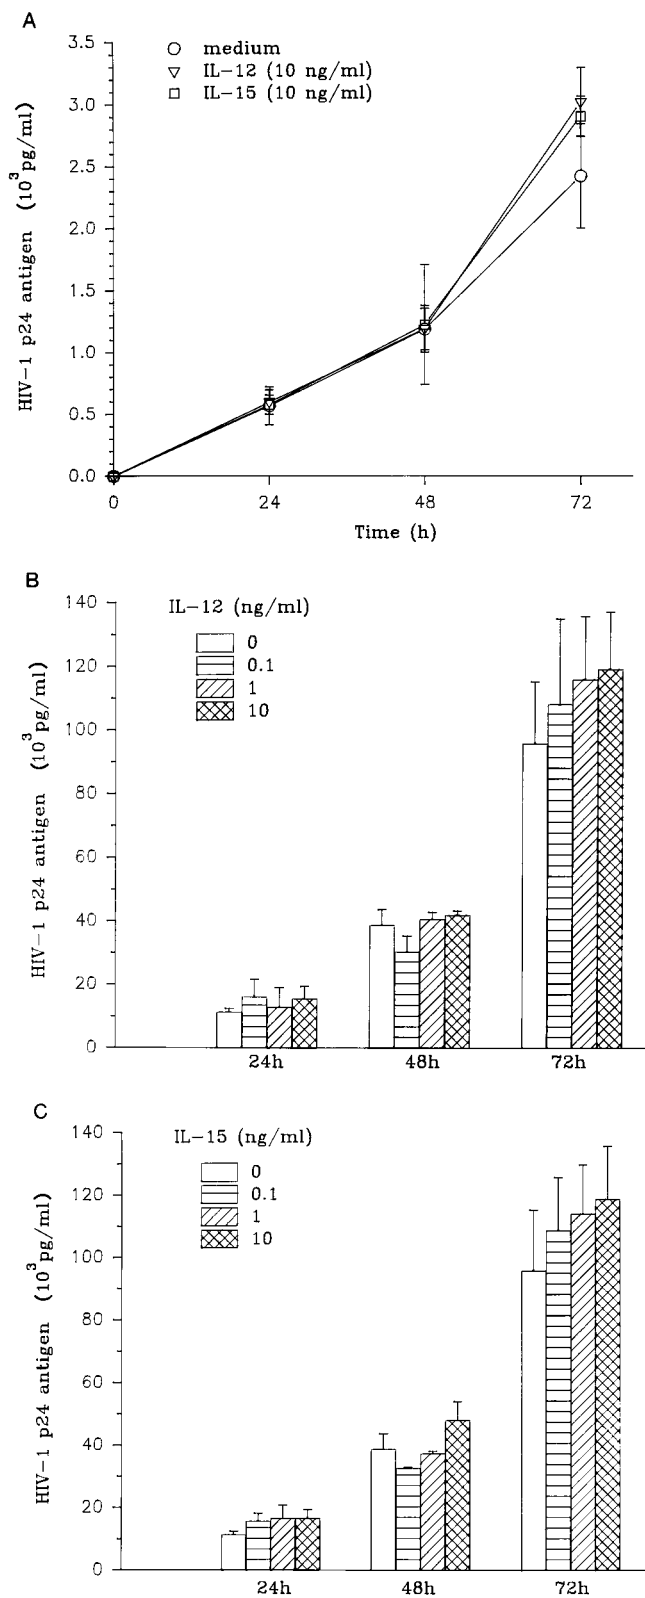 A
medium
IL-12 (10 ng/ml)
IL-15 (10 ng/ml)
HIV-1 p24 antigen (10³pg/ml)
3.5
3.0
2.5
2.0
1.5
1.0
0.5
0.0
0 24 48 72
Time (h)
B
IL-12 (ng/ml)
0
0.1
1
10
HIV-1 p24 antigen (10³pg/ml)
140
120
100
80
60
40
20
0
24h 48h 72h
C
IL-15 (ng/ml)
0
0.1
1
10
HIV-1 p24 antigen (10³pg/ml)
140
120
100
80
60
40
20
0
24h 48h 72h